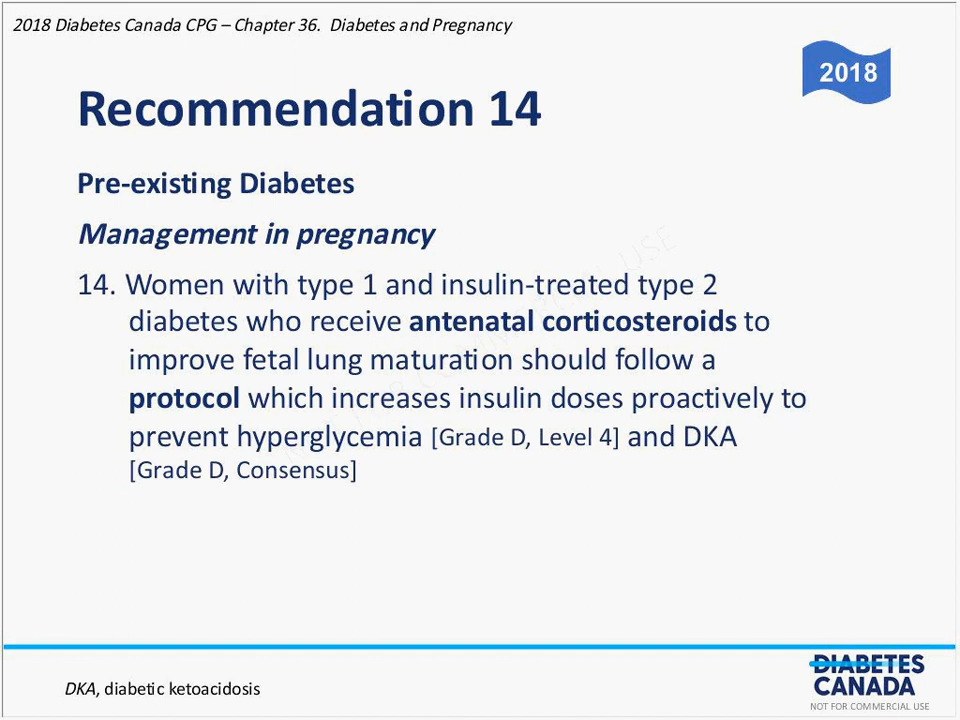 2018 Diabetes Canada CPG – Chapter 36. Diabetes and Pregnancy
2018
Recommendation 14
Pre-existing Diabetes
Management in pregnancy
14. Women with type 1 and insulin-treated type 2
diabetes who receive antenatal corticosteroids to
improve fetal lung maturation should follow a
protocol which increases insulin doses proactively to
prevent hyperglycemia [Grade D, Level 4] and DKA
[Grade D, Consensus]
DKA, diabetic ketoacidosis
DIABETES
CANADA
NOT FOR COMMERCIAL USE